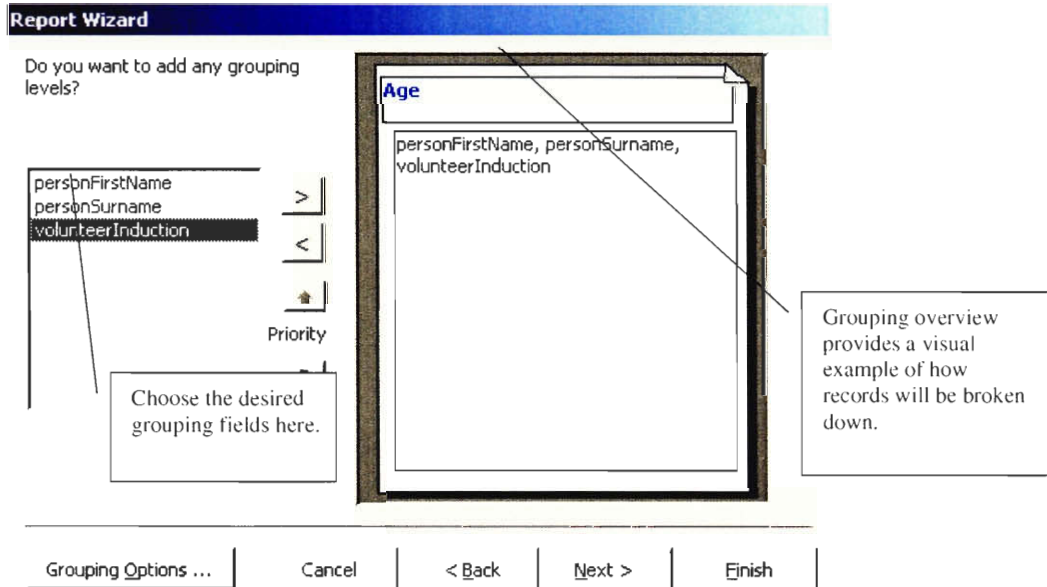 Report Wizard
Do you want to add any grouping
levels?
personFirstName
personSurname
volunteerInduction
>
<
Priority
Age
personFirstName, personSurname,
volunteerInduction
Choose the desired
grouping fields here.
Grouping overview
provides a visual
example of how
records will be broken
down.
Grouping Options ...
Cancel
< Back
Next >
Finish